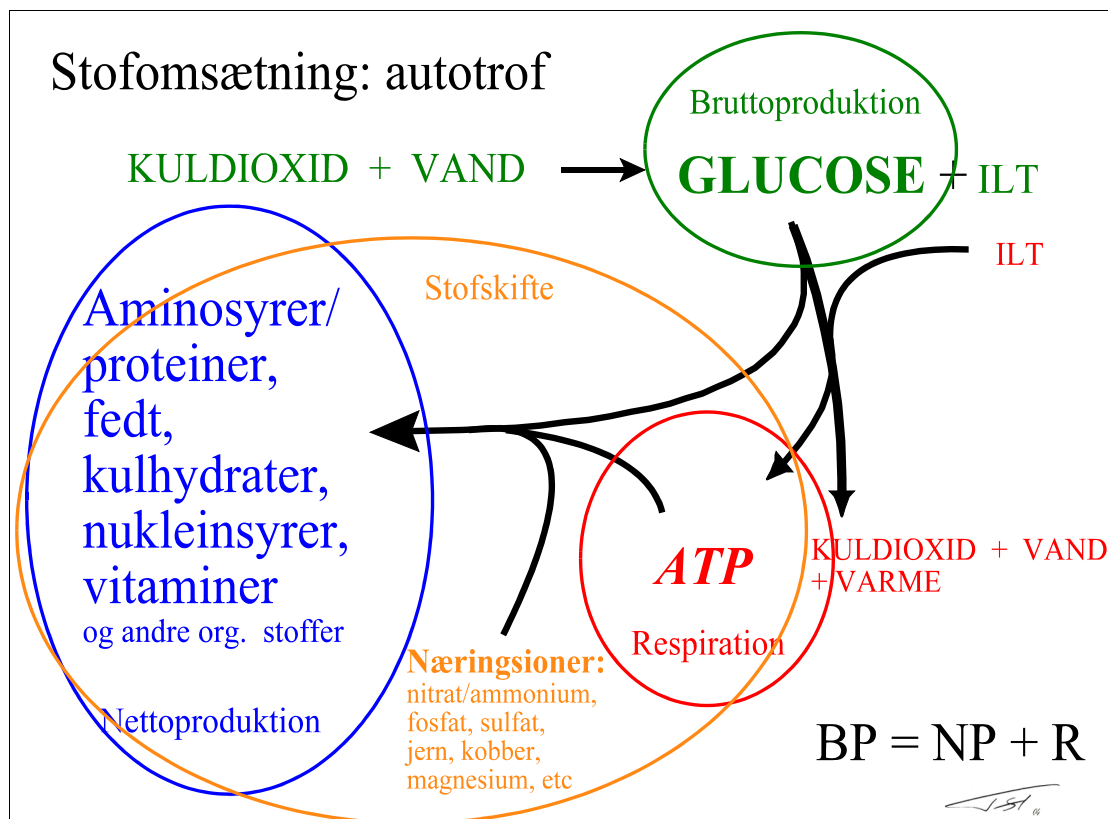 Stofomsætning: autotrof
Bruttoproduktion
KULDIOXID + VAND
GLUCOSE + ILT
ILT
Stofskifte
Aminosyrer/
proteiner,
fedt,
kulhydrater,
nukleinsyrer,
vitaminer
og andre org. stoffer
Nettoproduktion
ATP
Respiration
KULDIOXID + VAND
+ VARME
Næringsioner:
nitrat/ammonium,
fosfat, sulfat,
jern, kobber,
magnesium, etc
BP = NP + R